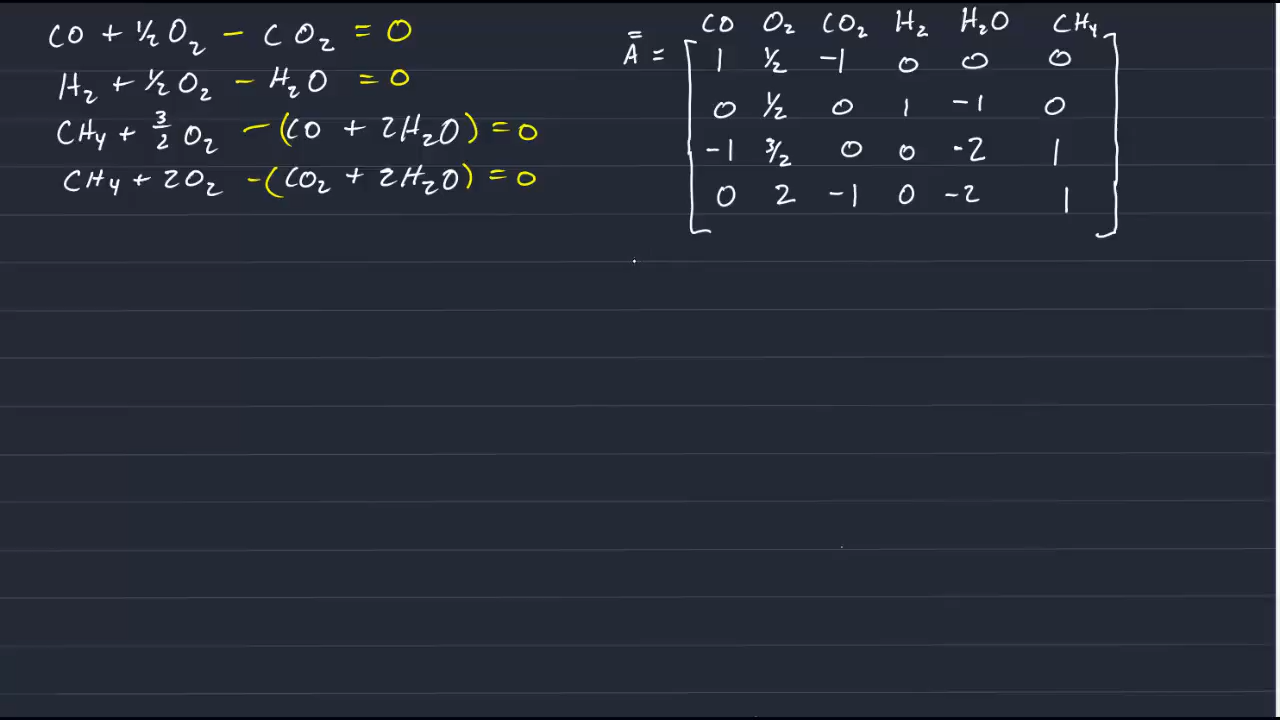 CO + ½ O₂ − CO₂ = 0
H₂ + ½ O₂ − H₂O = 0
CH₄ + 3/2 O₂ − (CO + 2H₂O) = 0
CH₄ + 2O₂ − (CO₂ + 2H₂O) = 0
CO O₂ CO₂ H₂ H₂O CH₄
A̿ = [ 1 ½ −1 0 0 0
0 ½ 0 1 −1 0
−1 3/2 0 0 −2 1
0 2 −1 0 −2 1 ]